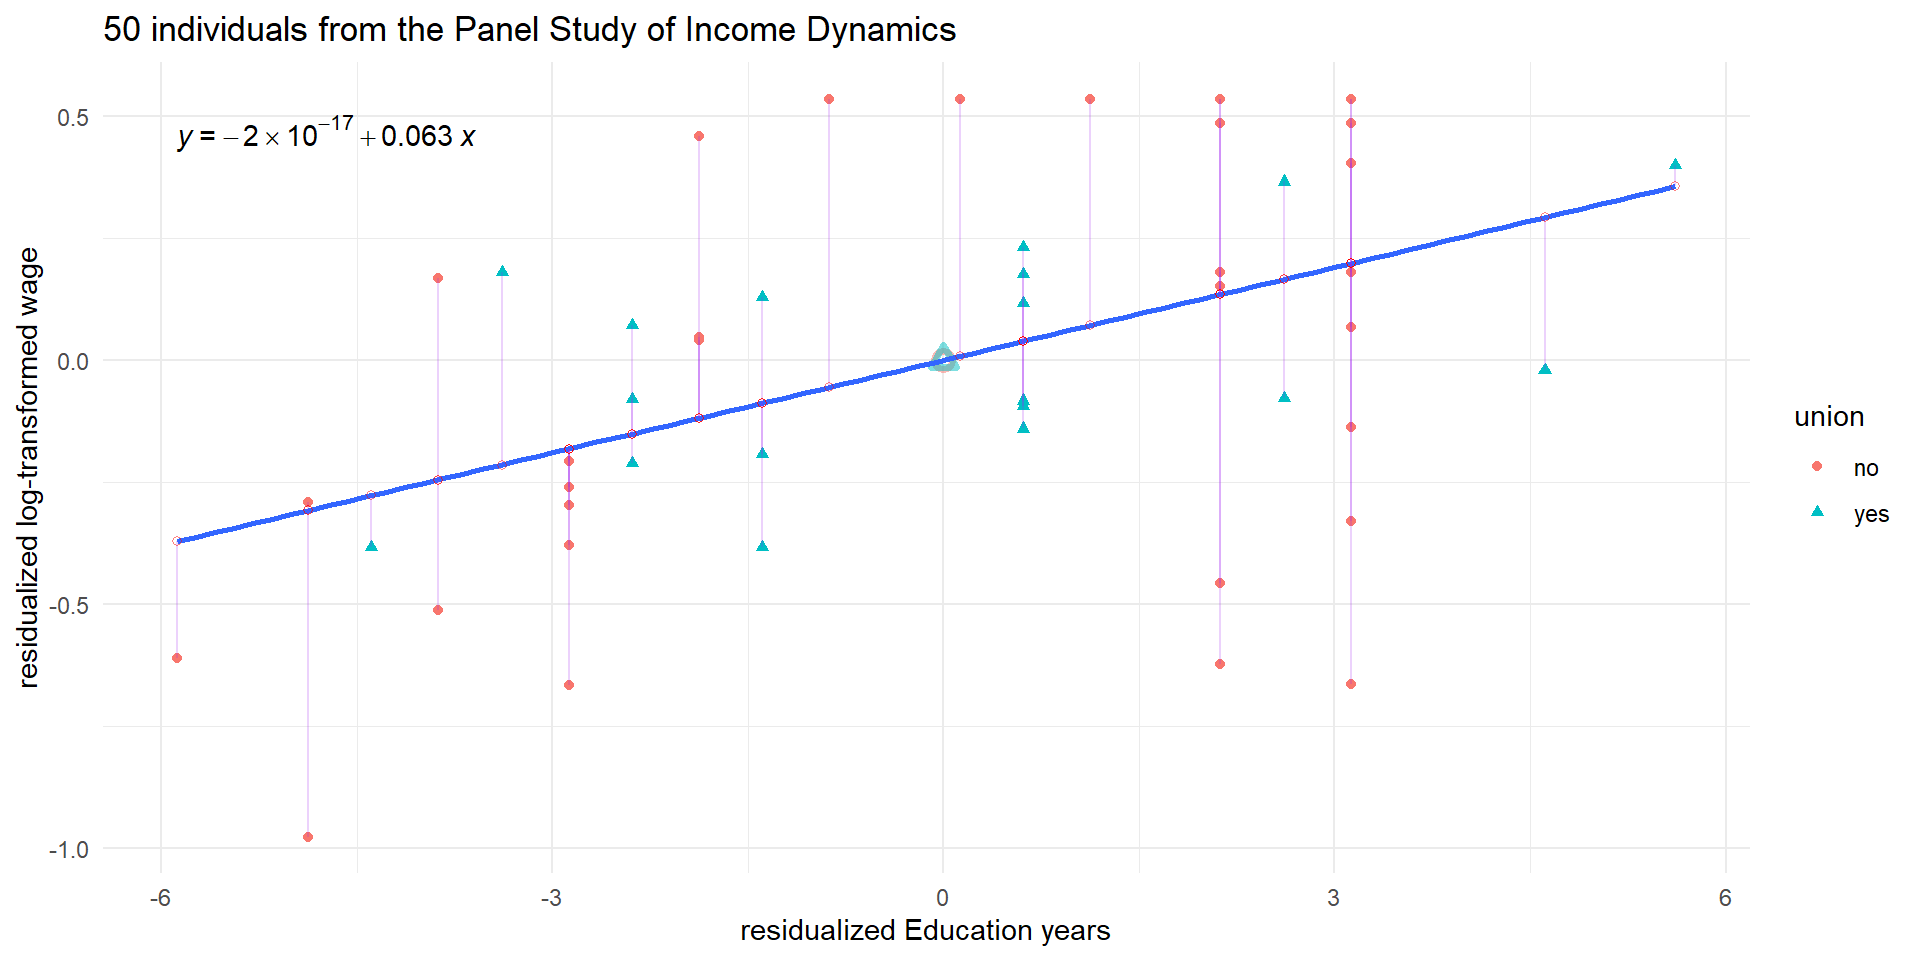 50 individuals from the Panel Study of Income Dynamics
y = −2 × 10⁻¹⁷ + 0.063 x
residualized log-transformed wage
0.5
0.0
-0.5
-1.0
-6
-3
0
3
6
residualized Education years
union
no
yes